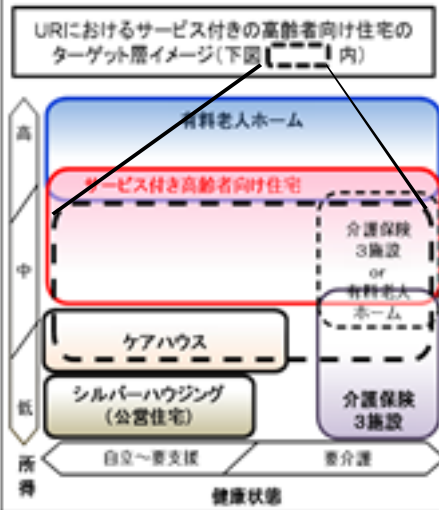 URにおけるサービス付きの高齢者向け住宅の
ターゲット層イメージ(下図 内)
高
中
低
所得
有料老人ホーム
サービス付き高齢者向け住宅
介護保険
3施設
or
有料老人
ホーム
ケアハウス
シルバーハウジング
(公営住宅)
介護保険
3施設
自立～要支援
要介護
健康状態